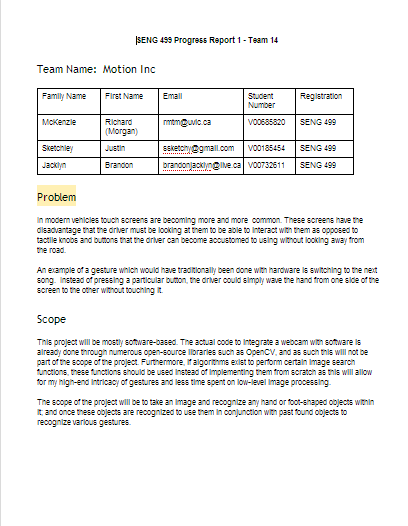 SENG 499 Progress Report 1 - Team 14
Team Name: Motion Inc
Family Name First Name Email Student Number Registration
McKenzie Richard (Morgan) rmtm@uvic.ca V00685820 SENG 499
Sketchley Justin ssketchy@gmail.com V00185454 SENG 499
Jacklyn Brandon brandonjacklyn@live.ca V00732611 SENG 499
Problem
In modern vehicles touch screens are becoming more and more common. These screens have the
disadvantage that the driver must be looking at them to be able to interact with them as opposed to
tactile knobs and buttons that the driver can become accustomed to using without looking away from
the road.
An example of a gesture which would have traditionally been done with hardware is switching to the next
song. Instead of pressing a particular button, the driver could simply wave the hand from one side of the
screen to the other without touching it.
Scope
This project will be mostly software-based. The actual code to integrate a webcam with software is
already done through numerous open-source libraries such as OpenCV, and as such this will not be
part of the scope of the project. Furthermore, if algorithms exist to perform certain image search
functions, these functions should be used instead of implementing them from scratch as this will allow
for my high-end intricacy of gestures and less time spent on low-level image processing.
The scope of the project will be to take an image and recognize any hand or foot-shaped objects within
it; and once these objects are recognized to use them in conjunction with past found objects to
recognize various gestures.